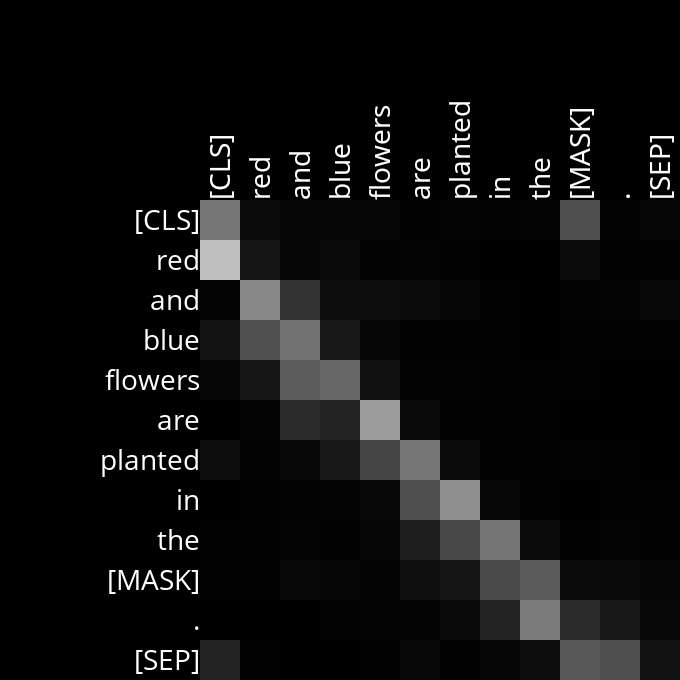 [CLS] red and blue flowers are planted in the [MASK] . [SEP]
[CLS]
red
and
blue
flowers
are
planted
in
the
[MASK]
.
[SEP]